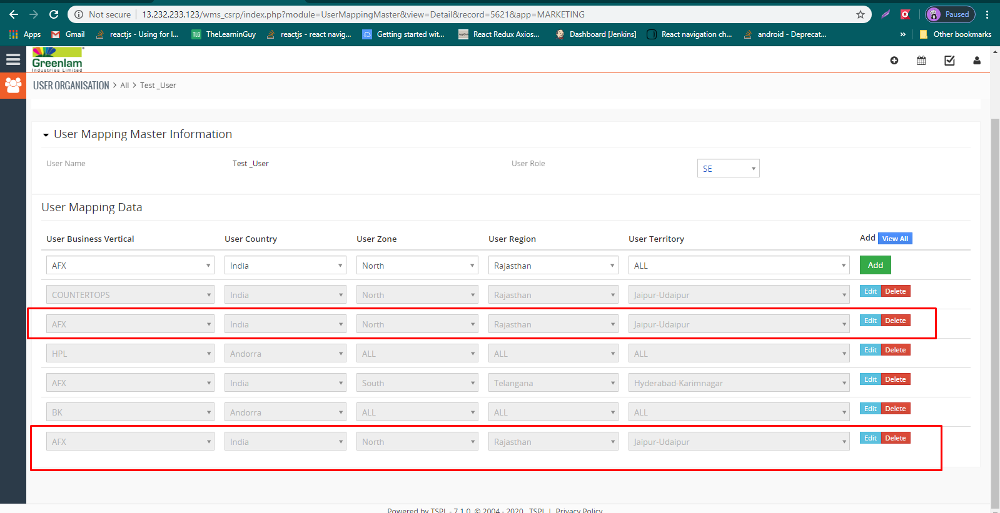 Not secure 13.232.233.123/wms_csrp/index.php?module=UserMappingMaster&view=Detail&record=5621&app=MARKETING Paused
Apps Gmail reactjs - Using for l... TLG TheLearnGuy reactjs - react navig... Getting started wit... React Redux Axios... Dashboard [Jenkins] React navigation ch... android - Deprecat... » Other bookmarks
Greenlam
Industries Limited
USER ORGANISATION > All > Test _User
User Mapping Master Information
User Name Test _User User Role SE
User Mapping Data
User Business Vertical User Country User Zone User Region User Territory Add View All
AFX India North Rajasthan ALL Add
COUNTERTOPS India North Rajasthan Jaipur-Udaipur Edit Delete
AFX India North Rajasthan Jaipur-Udaipur Edit Delete
HPL Andorra ALL ALL ALL Edit Delete
AFX India South Telangana Hyderabad-Karimnagar Edit Delete
BK Andorra ALL ALL ALL Edit Delete
AFX India North Rajasthan Jaipur-Udaipur Edit Delete
Powered by TSPL - 7.1.0 © 2004 - 2020 TSPL | Privacy Policy